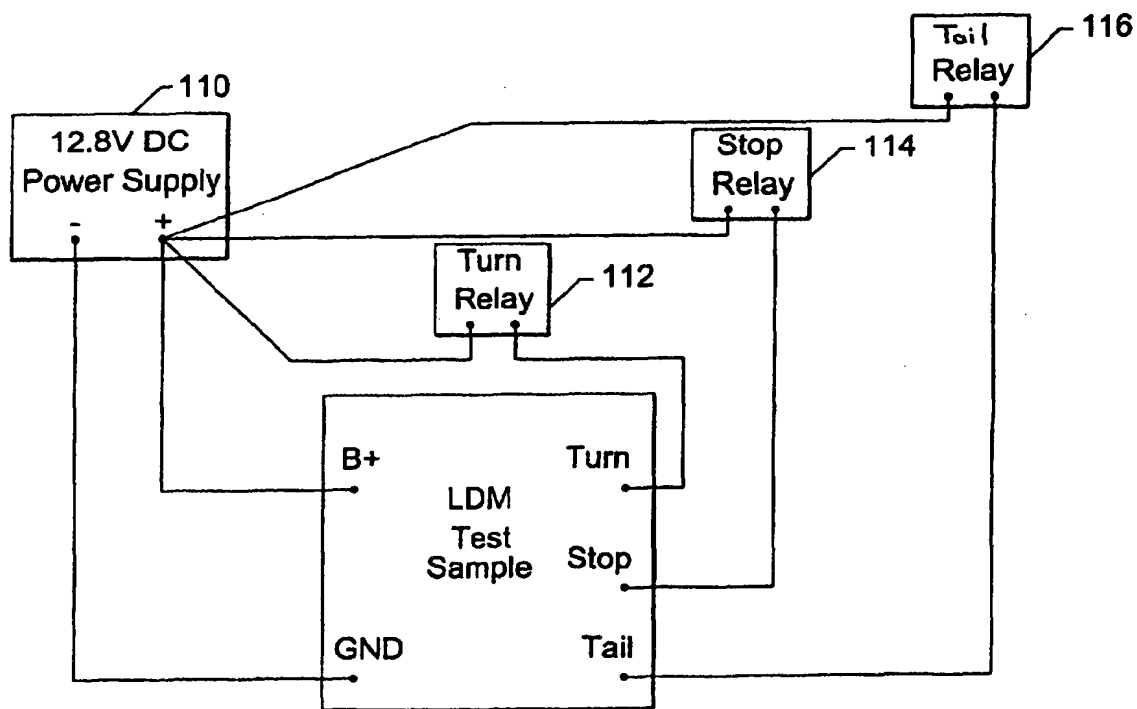 Tail
Relay
116
110
12.8V DC
Power Supply
-
+
Stop
Relay
114
Turn
Relay
112
B+
LDM
Test
Sample
GND
Turn
Stop
Tail